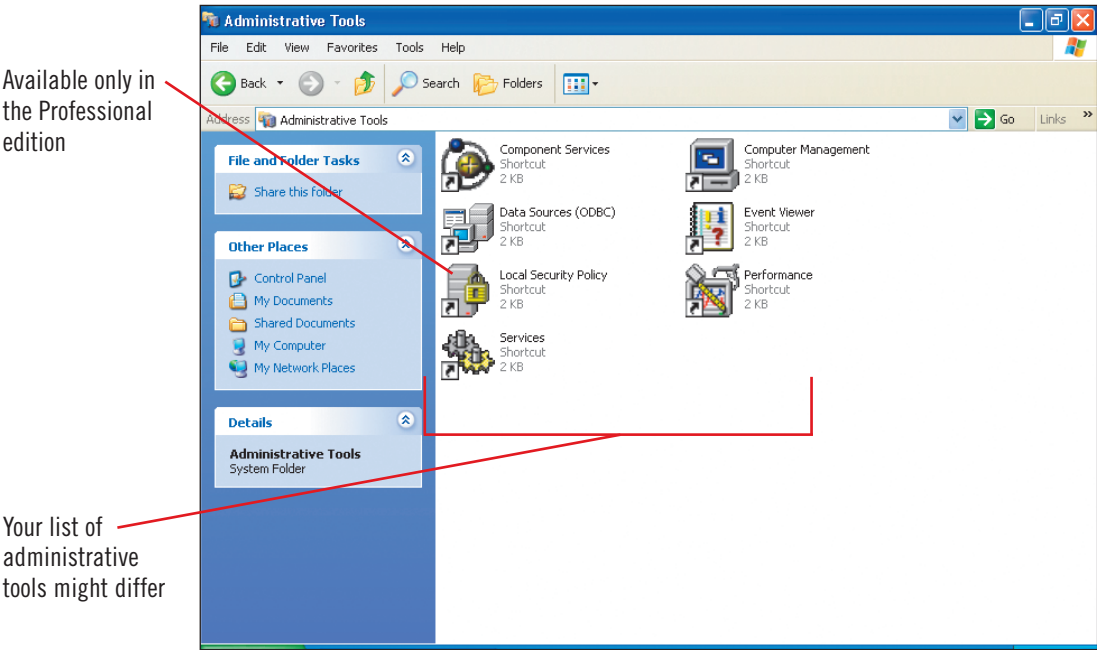 Administrative Tools
File Edit View Favorites Tools Help
Back Search Folders
Address Administrative Tools Go Links »
Available only in
the Professional
edition
File and Folder Tasks
Share this folder
Other Places
Control Panel
My Documents
Shared Documents
My Computer
My Network Places
Details
Administrative Tools
System Folder
Component Services
Shortcut
2 KB
Computer Management
Shortcut
2 KB
Data Sources (ODBC)
Shortcut
2 KB
Event Viewer
Shortcut
2 KB
Local Security Policy
Shortcut
2 KB
Performance
Shortcut
2 KB
Services
Shortcut
2 KB
Your list of
administrative
tools might differ